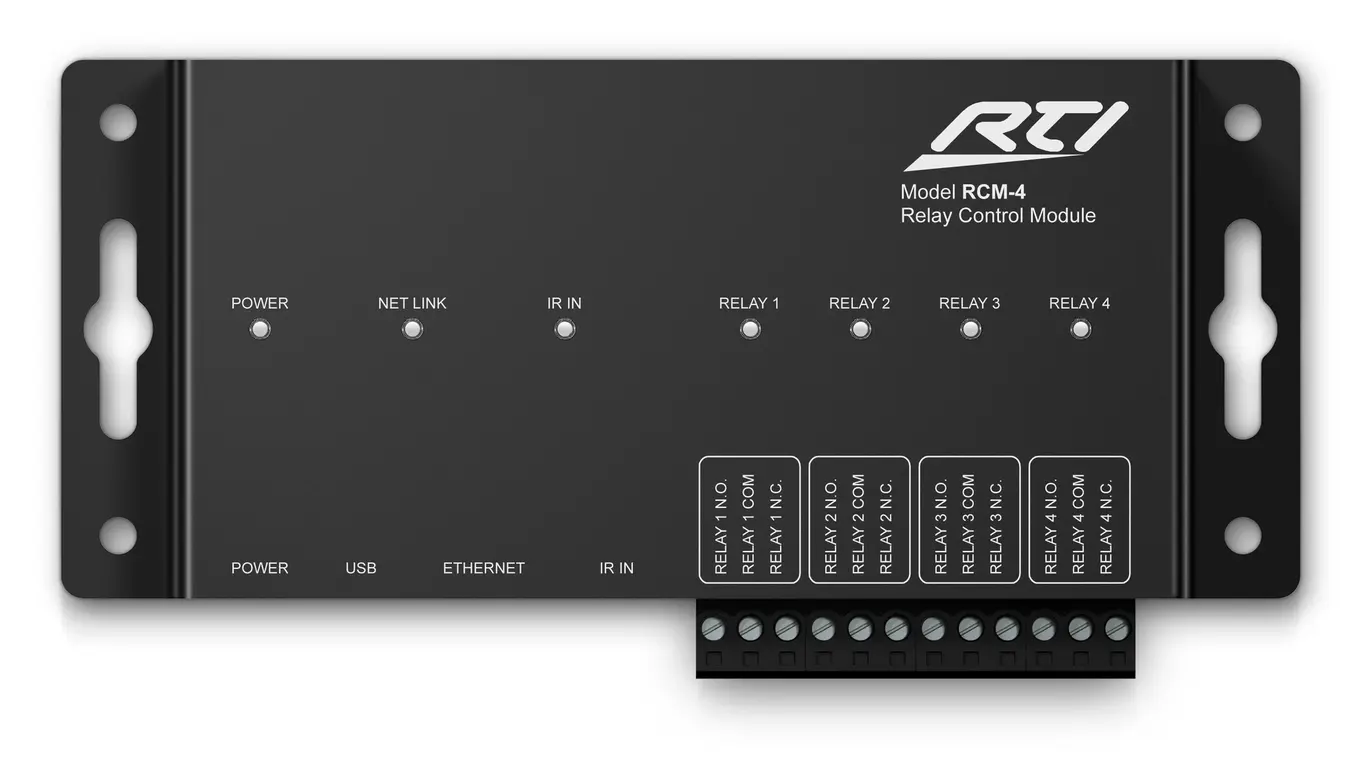 RTI
Model RCM-4
Relay Control Module
POWER
NET LINK
IR IN
RELAY 1
RELAY 2
RELAY 3
RELAY 4
RELAY 1 N.O.
RELAY 1 COM
RELAY 1 N.C.
RELAY 2 N.O.
RELAY 2 COM
RELAY 2 N.C.
RELAY 3 N.O.
RELAY 3 COM
RELAY 3 N.C.
RELAY 4 N.O.
RELAY 4 COM
RELAY 4 N.C.
POWER
USB
ETHERNET
IR IN